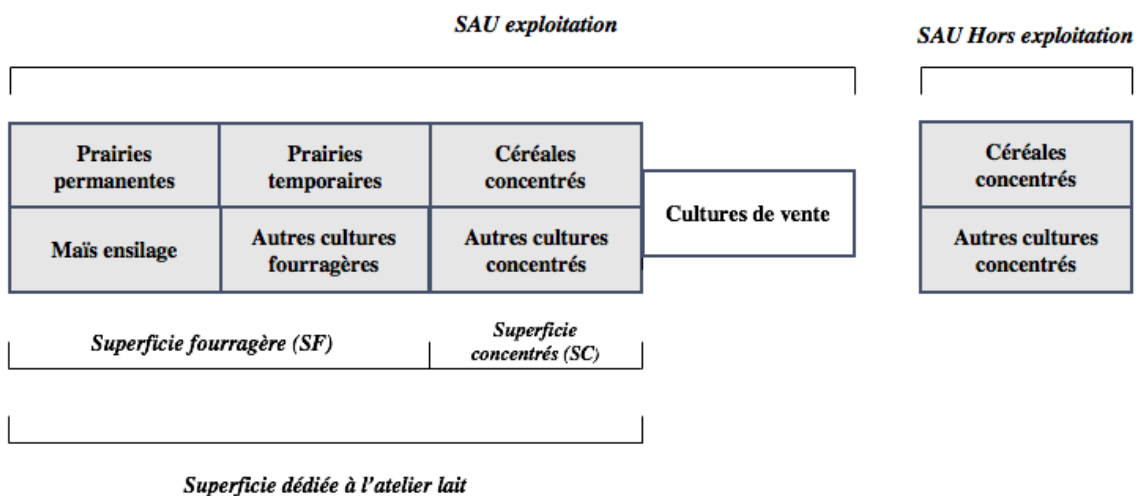 SAU exploitation
SAU Hors exploitation
Prairies
permanentes
Prairies
temporaires
Céréales
concentrés
Cultures de vente
Céréales
concentrés
Maïs ensilage
Autres cultures
fourragères
Autres cultures
concentrés
Autres cultures
concentrés
Superficie fourragère (SF)
Superficie
concentrés (SC)
Superficie dédiée à l'atelier lait